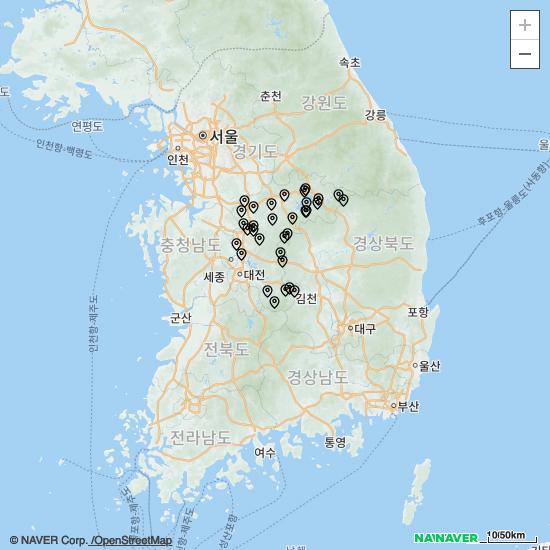 +
−
속초
춘천
강원도
강릉
연평도
서울
인천
인천항-백령도
경기도
울
후포항-울릉도(사동항)
충청남도
경상북도
세종
대전
김천
인천항-제주도
군산
포항
대구
전라북도
경상남도
울산
부산
전라남도
여수
통영
© NAVER Corp. /OpenStreetMap
NAVER
10/50km